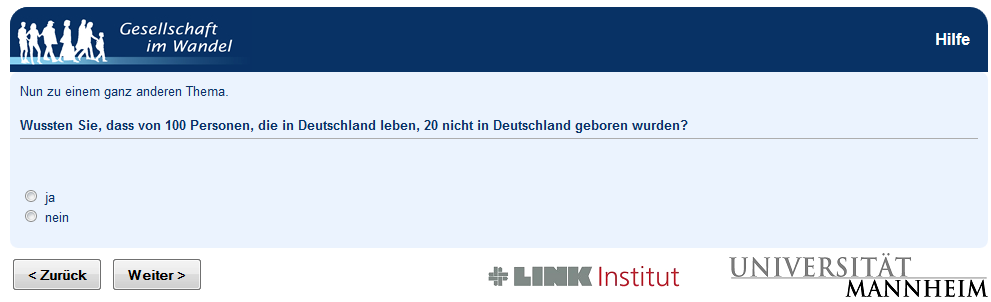 Gesellschaft
im Wandel
Hilfe
Nun zu einem ganz anderen Thema.
Wussten Sie, dass von 100 Personen, die in Deutschland leben, 20 nicht in Deutschland geboren wurden?
ja
nein
< Zurück
Weiter >
LINK Institut
UNIVERSITÄT
MANNHEIM